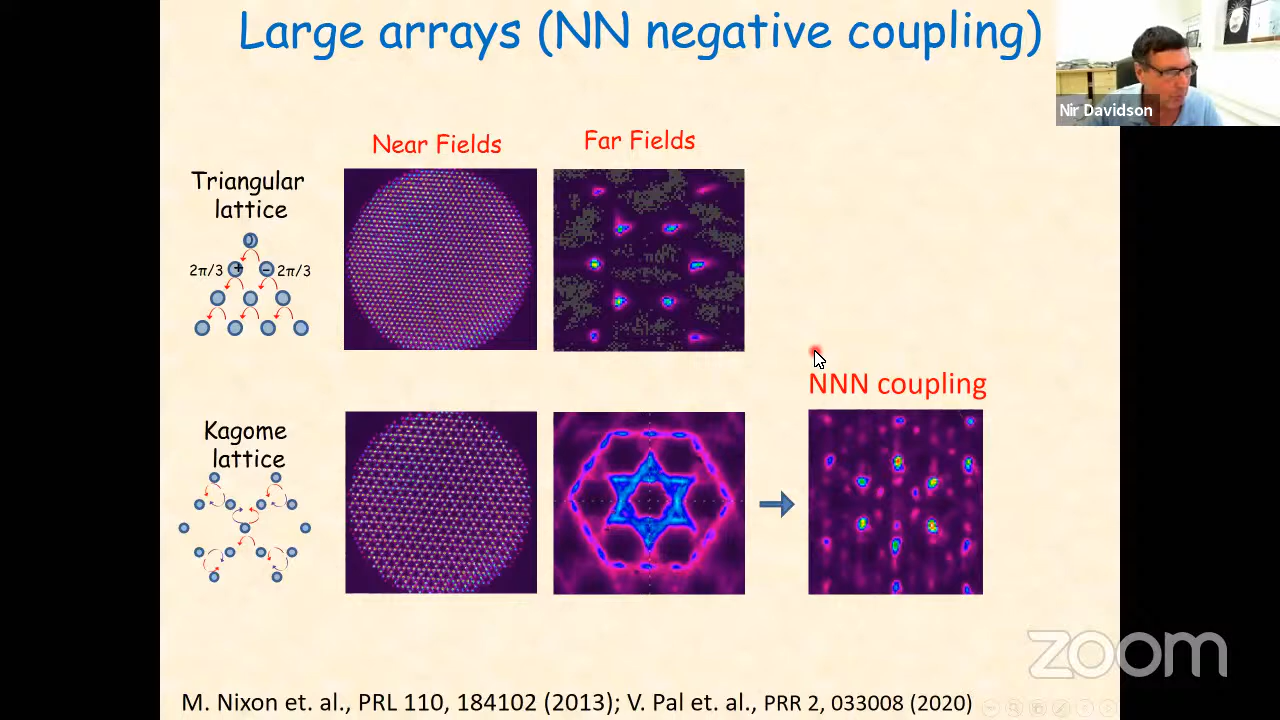 Large arrays (NN negative coupling)
Nir Davidson
Near Fields
Far Fields
Triangular
lattice
2π/3
+
−
2π/3
NNN coupling
Kagome
lattice
zoom
M. Nixon et. al., PRL 110, 184102 (2013); V. Pal et. al., PRR 2, 033008 (2020)